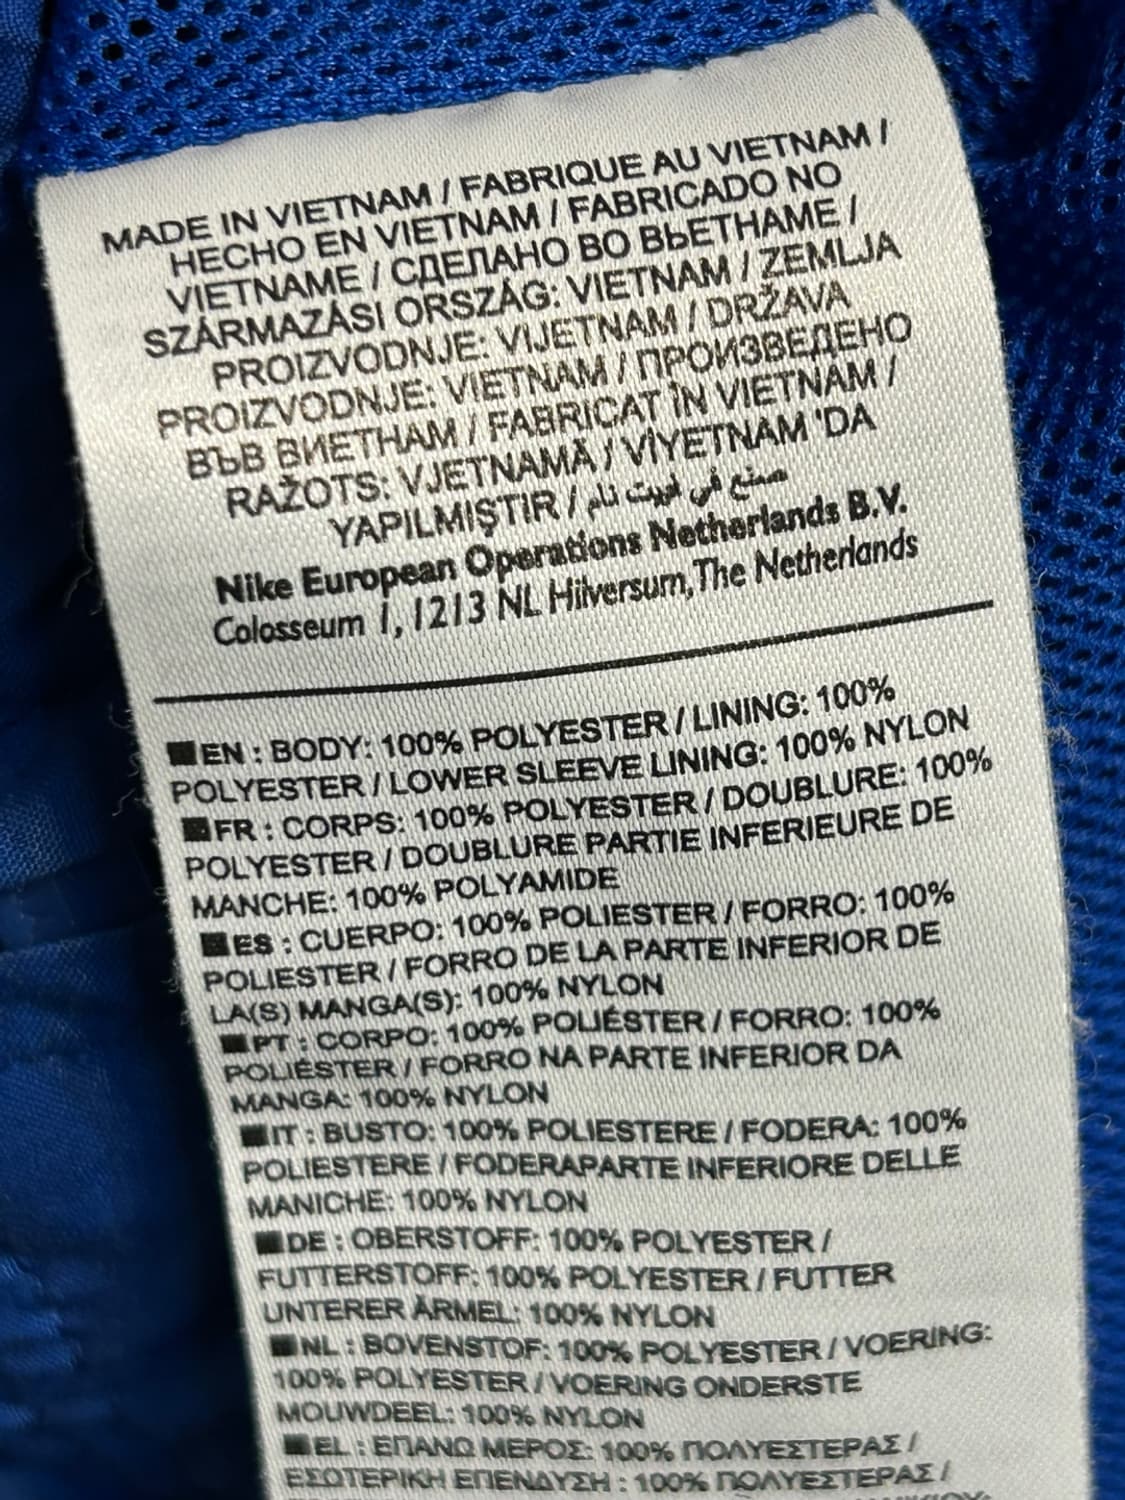 MADE IN VIETNAM / FABRIQUE AU VIETNAM /
HECHO EN VIETNAM / FABRICADO NO
VIETNAME / СДЕЛАНО ВО ВЬЕТНАМЕ /
SZÁRMAZÁSI ORSZÁG: VIETNAM / ZEMLJA
PROIZVODNJE: VIJETNAM / DRŽAVA
PROIZVODNJE: VIETNAM / ПРОИЗВЕДЕНО
ВЪВ ВИЕТНАМ / FABRICAT ÎN VIETNAM /
RAŽOTS: VJETNAMĀ / VİYETNAM 'DA
YAPILMIŞTIR / صنع في فييت نام
Nike European Operations Netherlands B.V.
Colosseum 1, 1213 NL Hilversum, The Netherlands
EN : BODY: 100% POLYESTER / LINING: 100%
POLYESTER / LOWER SLEEVE LINING: 100% NYLON
FR : CORPS: 100% POLYESTER / DOUBLURE: 100%
POLYESTER / DOUBLURE PARTIE INFERIEURE DE
MANCHE: 100% POLYAMIDE
ES : CUERPO: 100% POLIESTER / FORRO: 100%
POLIESTER / FORRO DE LA PARTE INFERIOR DE
LA(S) MANGA(S): 100% NYLON
PT : CORPO: 100% POLIÉSTER / FORRO: 100%
POLIÉSTER / FORRO NA PARTE INFERIOR DA
MANGA: 100% NYLON
IT : BUSTO: 100% POLIESTERE / FODERA: 100%
POLIESTERE / FODERAPARTE INFERIORE DELLE
MANICHE: 100% NYLON
DE : OBERSTOFF: 100% POLYESTER /
FUTTERSTOFF: 100% POLYESTER / FUTTER
UNTERER ÄRMEL: 100% NYLON
NL : BOVENSTOF: 100% POLYESTER / VOERING:
100% POLYESTER / VOERING ONDERSTE
MOUWDEEL: 100% NYLON
EL : ΕΠΑΝΩ ΜΕΡΟΣ: 100% ΠΟΛΥΕΣΤΕΡΑΣ /
ΕΣΩΤΕΡΙΚΗ ΕΠΕΝΔΥΣΗ : 100% ΠΟΛΥΕΣΤΕΡΑΣ /